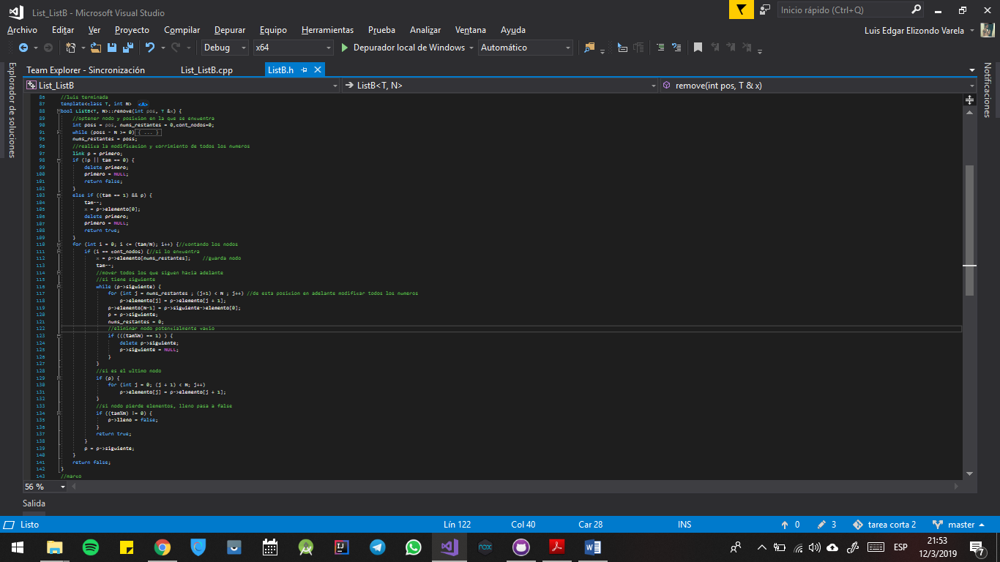 List_ListB - Microsoft Visual Studio
Inicio rápido (Ctrl+Q)
Archivo Editar Ver Proyecto Compilar Depurar Equipo Herramientas Prueba Analizar Ventana Ayuda
Luis Edgar Elizondo Varela
Debug x64 Depurador local de Windows Automático
Explorador de soluciones
Notificaciones
Team Explorer - Sincronización List_ListB.cpp ListB.h
List_ListB ListB<T, N> remove(int pos, T & x)
86 //luis terminada
87 template<class T, int N> <A>
88 bool ListB<T, N>::remove(int pos, T &x) {
89 //optener nodo y posicion en la que se encuentra
90 int poss = pos, nums_restantes = 0,cont_nodos=0;
91 while (poss - N >= 0){ ... }
95 nums_restantes = poss;
96 //realiza la modificacion y corrimiento de todos los numeros
97 link p = primero;
98 if (!p || tam == 0) {
99 delete primero;
100 primero = NULL;
101 return false;
102 }
103 else if ((tam == 1) && p) {
104 tam--;
105 x = p->elemento[0];
106 delete primero;
107 primero = NULL;
108 return true;
109 }
110 for (int i = 0; i <= (tam/N); i++) {//contando los nodos
111 if (i == cont_nodos) {//si lo encuentra
112 x = p->elemento[nums_restantes]; //guarda nodo
113 tam--;
114 //mover todos los que siguen hacia adelante
115 //si tiene siguiente
116 while (p->siguiente) {
117 for (int j = nums_restantes ; (j+1) < N ; j++) //de esta posicion en adelante modificar todos los numeros
118 p->elemento[j] = p->elemento[j + 1];
119 p->elemento[N-1] = p->siguiente->elemento[0];
120 p = p->siguiente;
121 nums_restantes = 0;
122 //eliminar nodo potencialmente vacio
123 if (((tam%N) == 1) ) {
124 delete p->siguiente;
125 p->siguiente = NULL;
126 }
127 }
128 //si es el ultimo nodo
129 if (p) {
130 for (int j = 0; (j + 1) < N; j++)
131 p->elemento[j] = p->elemento[j + 1];
132 }
133 //si nodo pierde elementos, lleno pasa a false
134 if ((tam%N) != 0) {
135 p->lleno = false;
136 }
137 return true;
138 }
139 p = p->siguiente;
140 }
141 return false;
142 }
143 //marco
56 %
Salida
Listo Lín 122 Col 40 Car 28 INS 0 3 tarea corta 2 master
ESP 21:53
12/3/2019 7